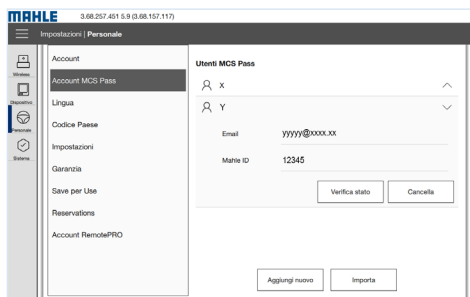 MAHLE
3.68.257.451 5.9 (3.68.157.117)
Impostazioni | Personale
Wireless
Dispositivo
Personale
Sistema
Account
Account MCS Pass
Lingua
Codice Paese
Impostazioni
Garanzia
Save per Use
Reservations
Account RemotePRO
Utenti MCS Pass
X
Y
Email yyyyy@xxxx.xx
Mahle ID 12345
Verifica stato Cancella
Aggiungi nuovo Importa